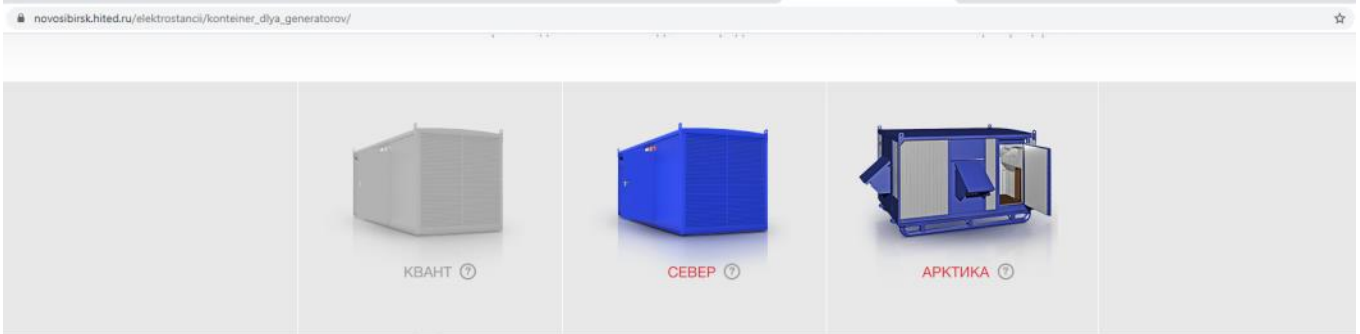 novosibirsk.hited.ru/elektrostancii/konteiner_dlya_generatorov/
КВАНТ ?
СЕВЕР ?
АРКТИКА ?